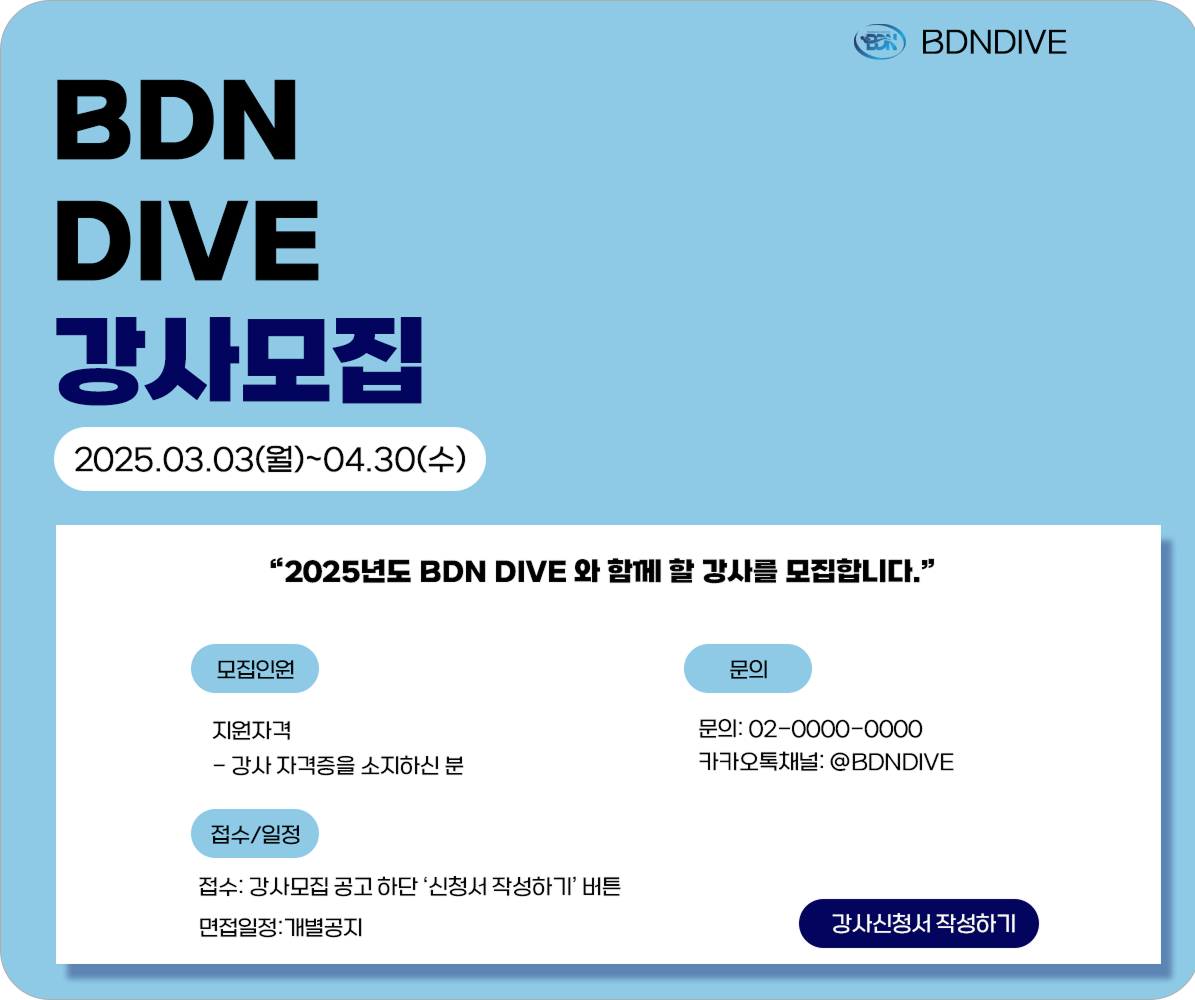 BDN BDNDIVE
BDN
DIVE
강사모집
2025.03.03(월)~04.30(수)
“2025년도 BDN DIVE 와 함께 할 강사를 모집합니다.”
모집인원
지원자격
- 강사 자격증을 소지하신 분
문의
문의: 02-0000-0000
카카오톡채널: @BDNDIVE
접수/일정
접수: 강사모집 공고 하단 ‘신청서 작성하기’ 버튼
면접일정:개별공지
강사신청서 작성하기